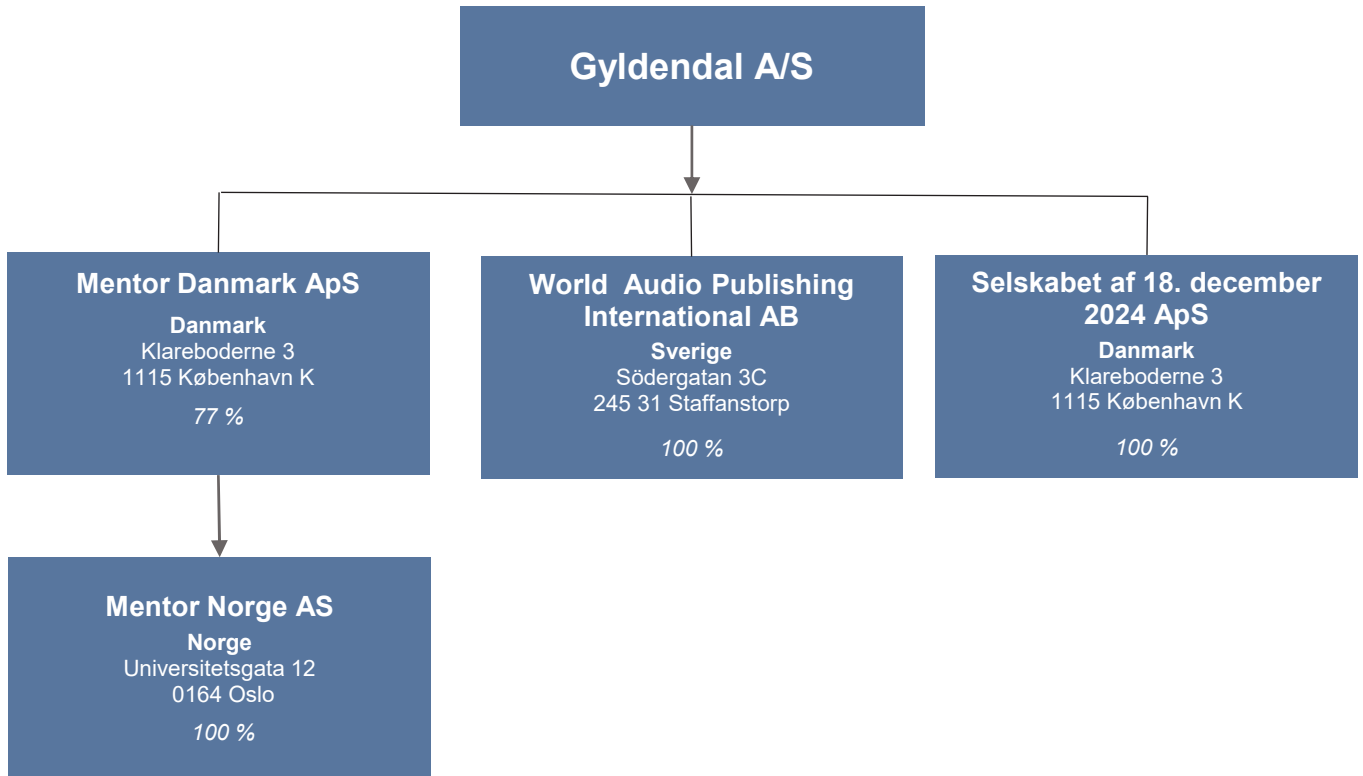 Gyldendal A/S
Mentor Danmark ApS
Danmark
Klareboderne 3
1115 København K
77 %
World Audio Publishing
International AB
Sverige
Södergatan 3C
245 31 Staffanstorp
100 %
Selskabet af 18. december
2024 ApS
Danmark
Klareboderne 3
1115 København K
100 %
Mentor Norge AS
Norge
Universitetsgata 12
0164 Oslo
100 %